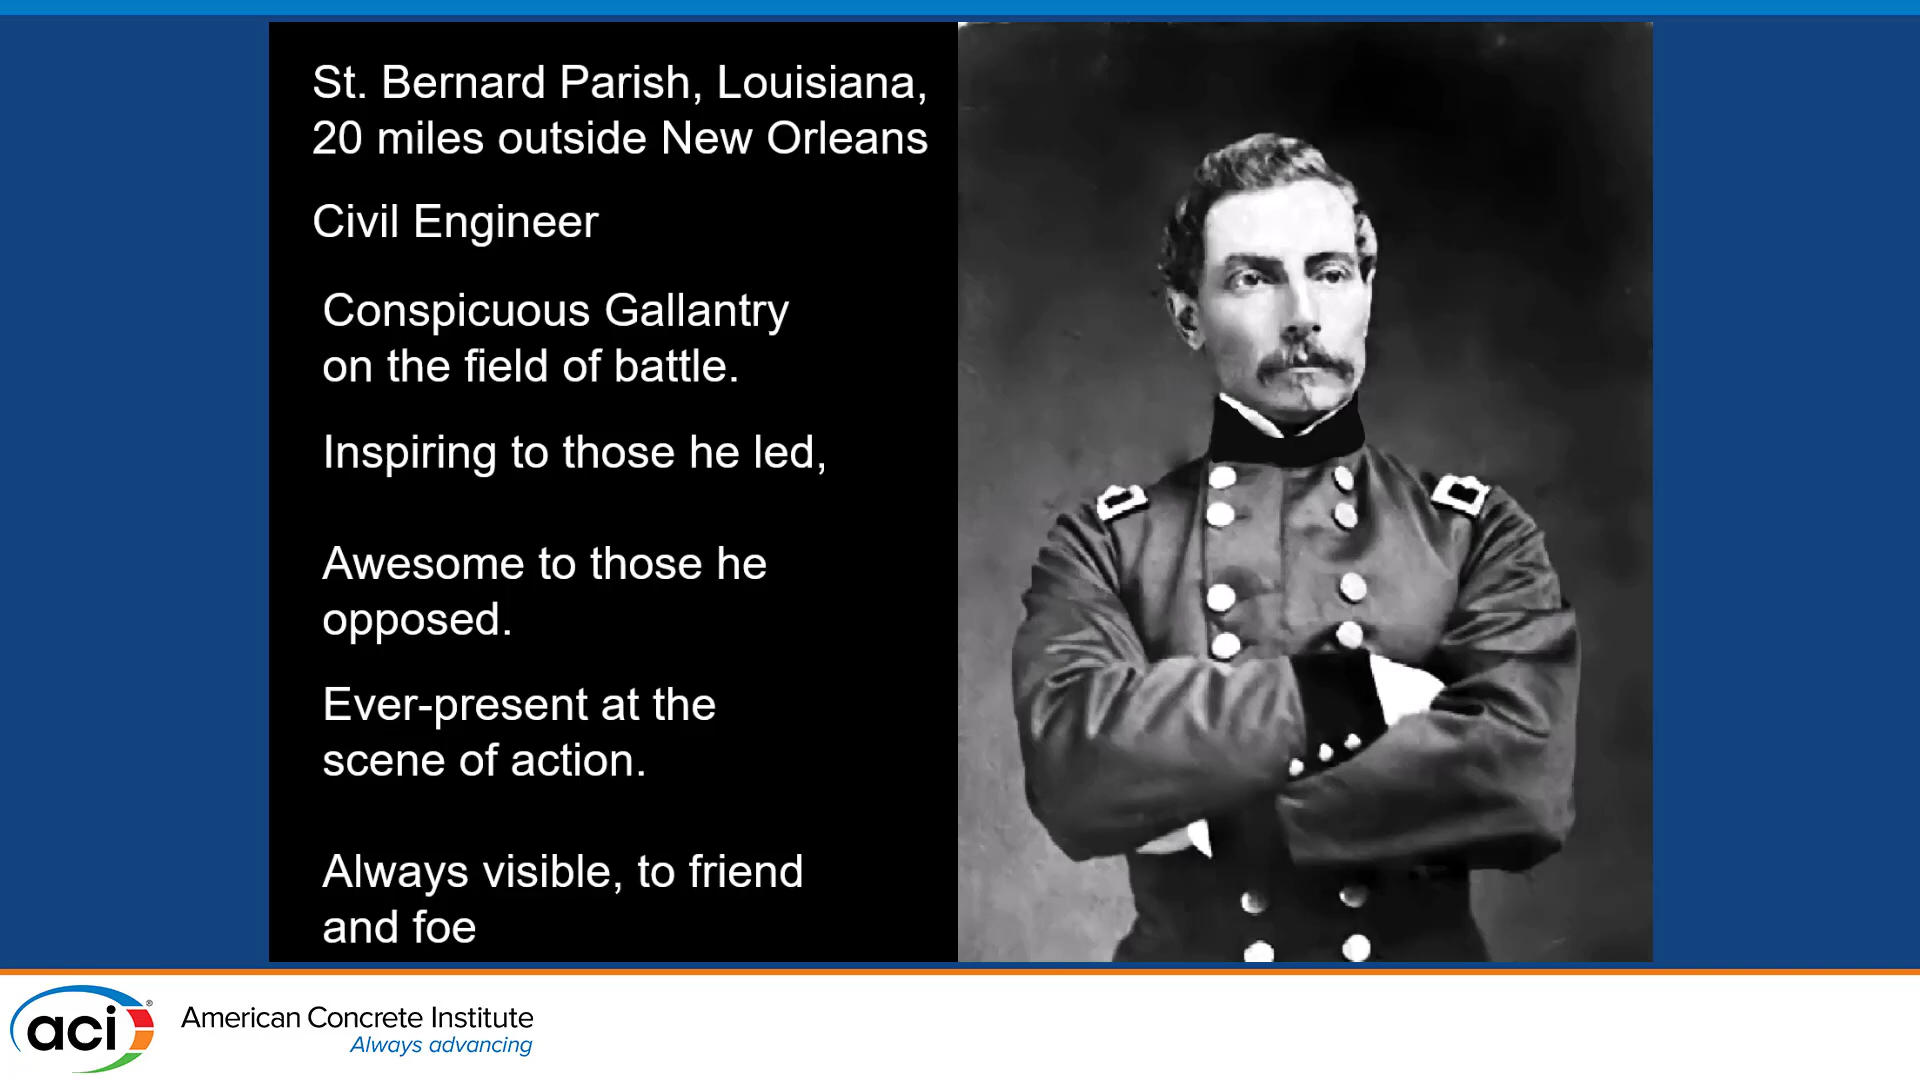 St. Bernard Parish, Louisiana,
20 miles outside New Orleans
Civil Engineer
Conspicuous Gallantry
on the field of battle.
Inspiring to those he led,
Awesome to those he
opposed.
Ever-present at the
scene of action.
Always visible, to friend
and foe
aci®
American Concrete Institute
Always advancing